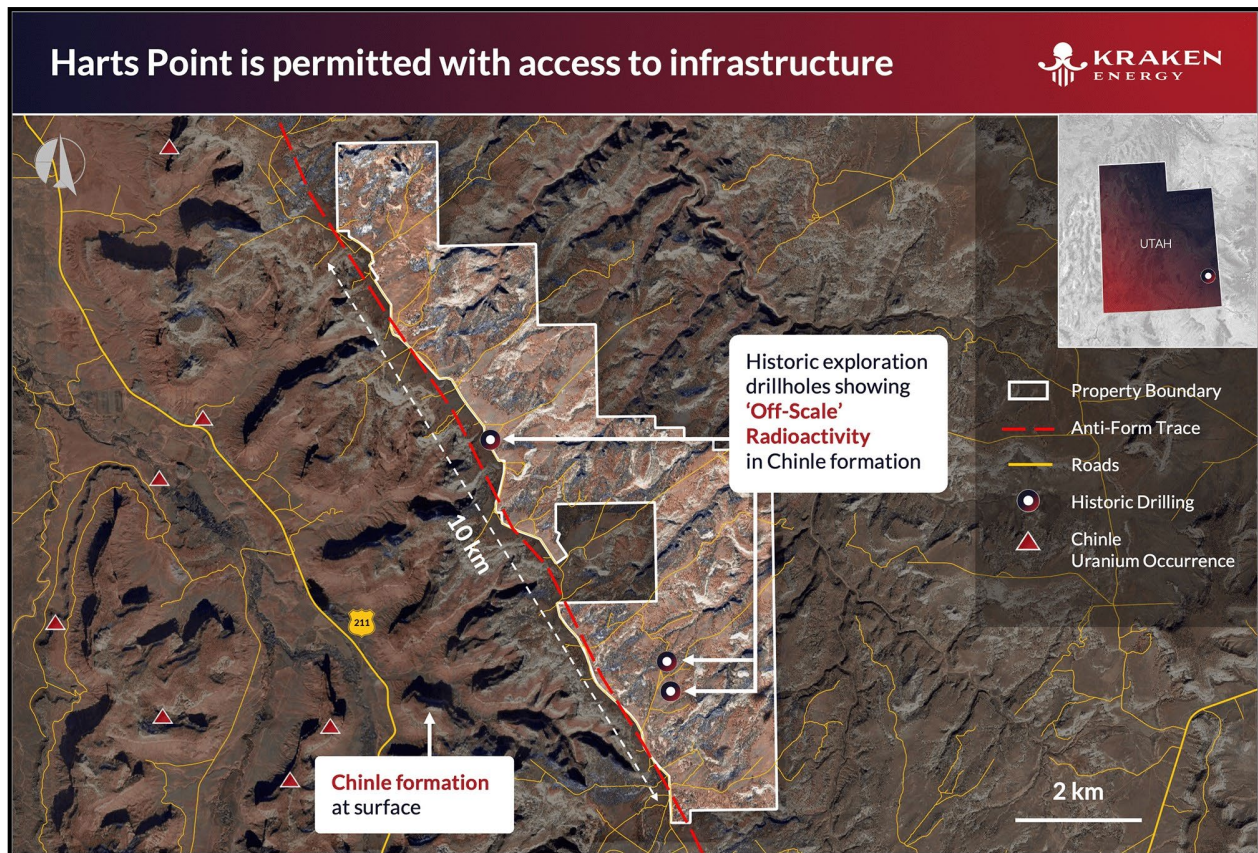 Harts Point is permitted with access to infrastructure
KRAKEN
ENERGY
UTAH
Historic exploration
drillholes showing
‘Off-Scale’
Radioactivity
in Chinle formation
Property Boundary
Anti-Form Trace
Roads
Historic Drilling
Chinle
Uranium Occurrence
10 km
211
Chinle formation
at surface
2 km